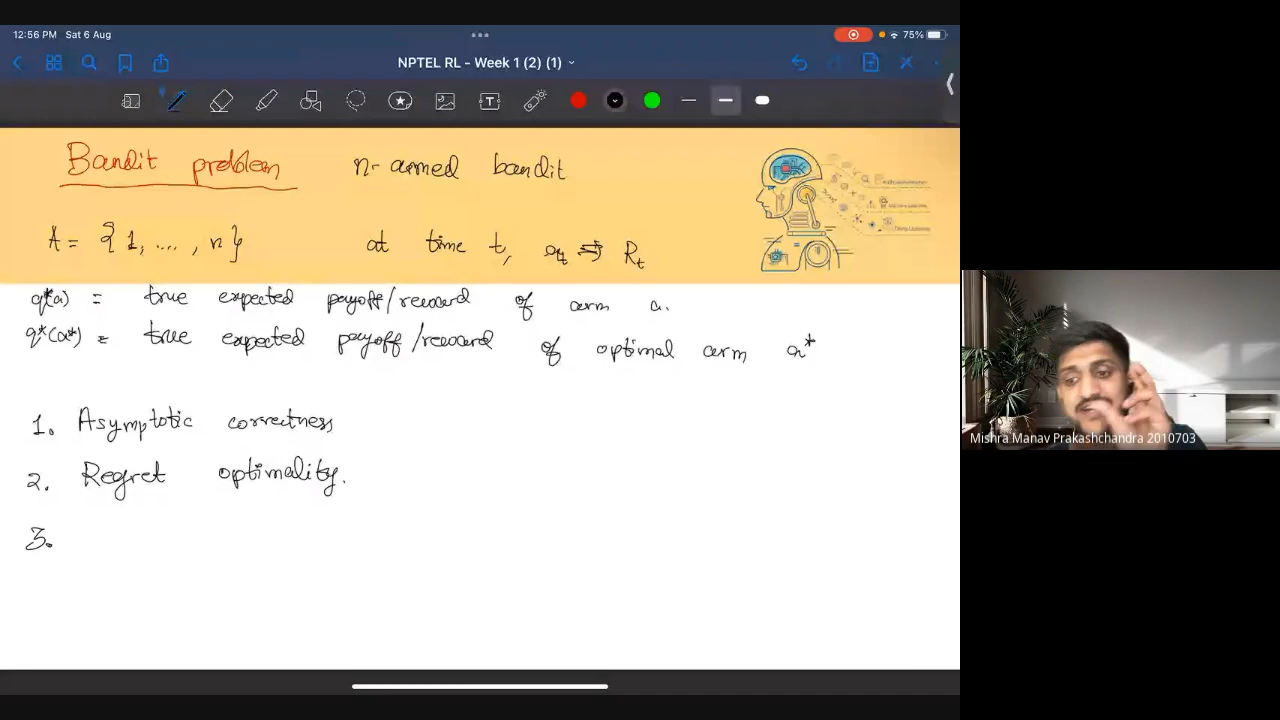 12:56 PM Sat 6 Aug
75%
NPTEL RL - Week 1 (2) (1)
T
Bandit problem n-armed bandit
A = {1, ...., n} at time t, a_t ⇒ R_t
q*(a) = true expected payoff/reward of arm a.
q*(a*) = true expected payoff/reward of optimal arm a*
1. Asymptotic correctness
2. Regret optimality.
3.
Mishra Manav Prakashchandra 2010703